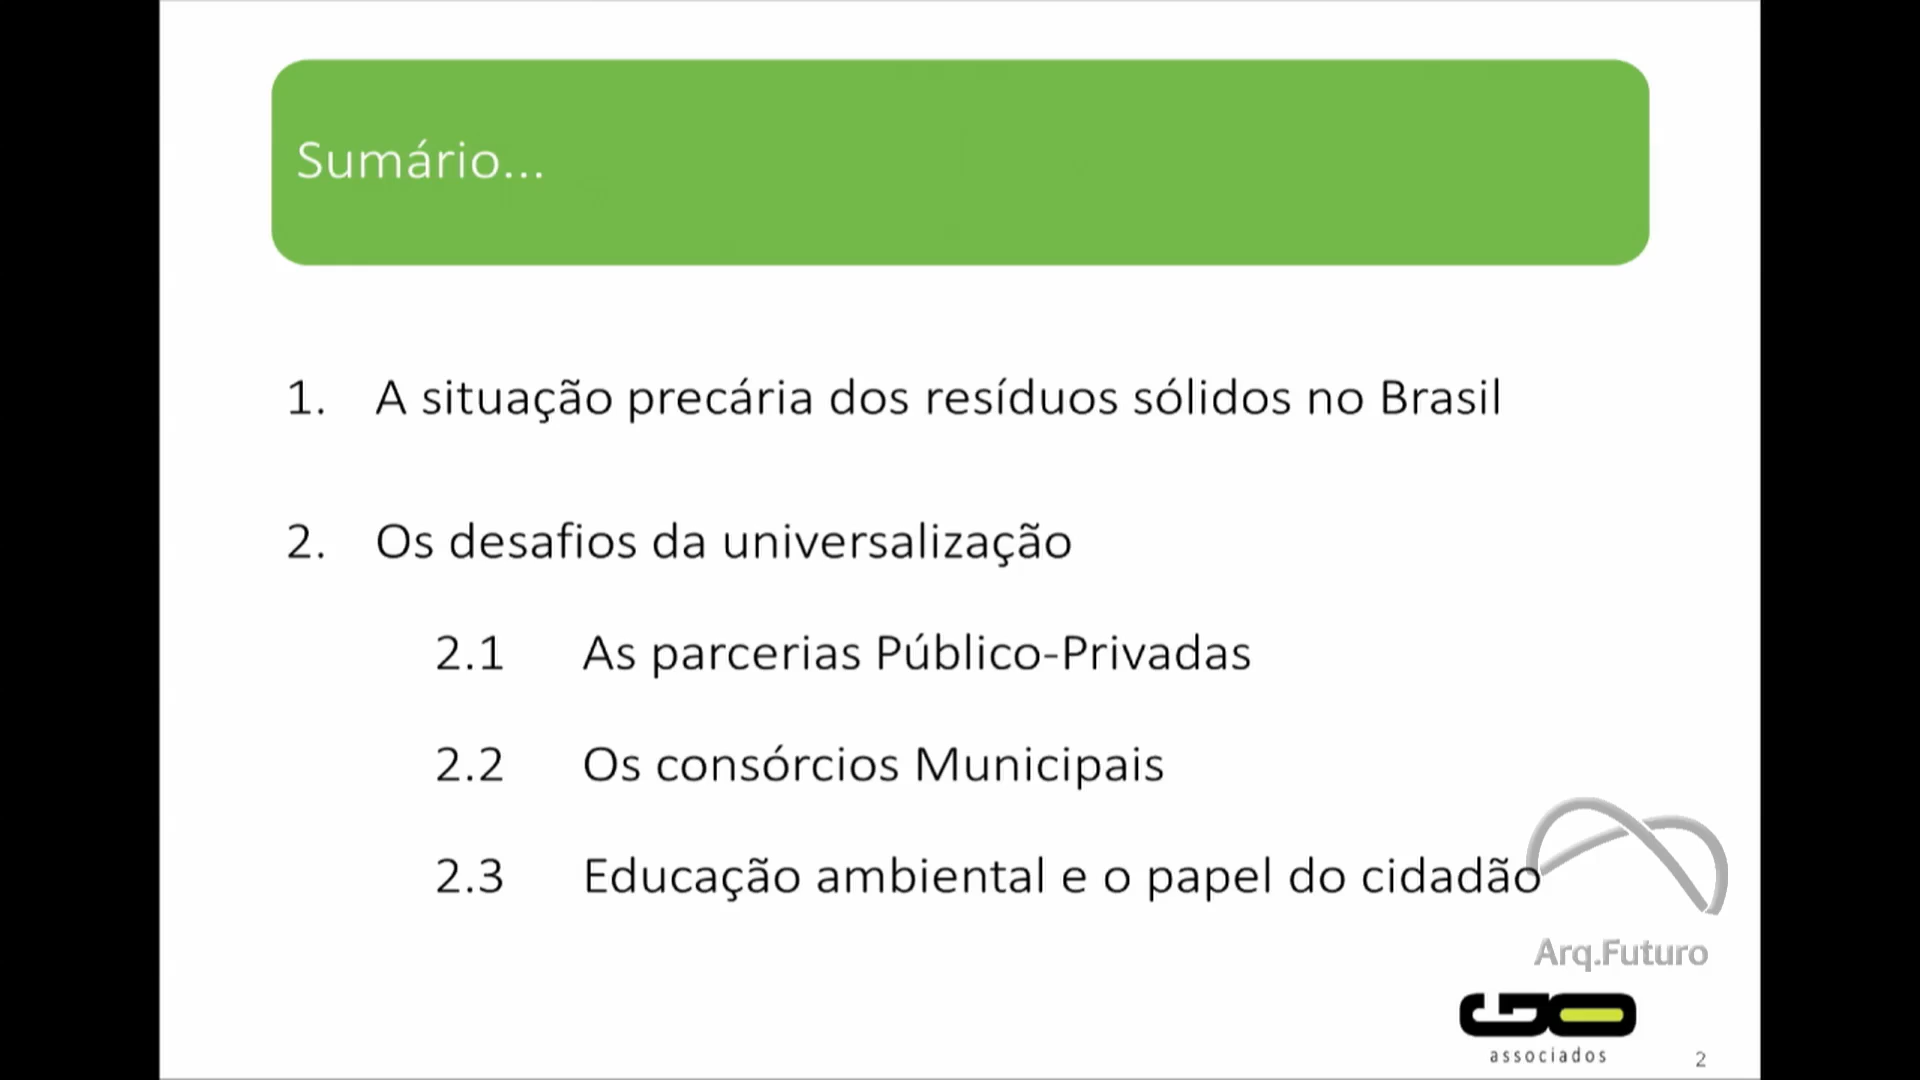 Sumário...
1. A situação precária dos resíduos sólidos no Brasil
2. Os desafios da universalização
2.1 As parcerias Público-Privadas
2.2 Os consórcios Municipais
2.3 Educação ambiental e o papel do cidadão
Arq.Futuro
GO
associados
2